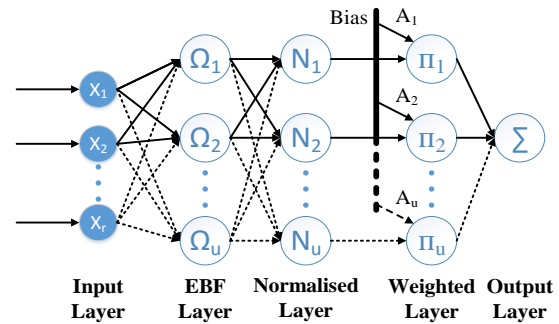 Bias A₁
Ω₁ N₁ Π₁
X₁
A₂
X₂ Ω₂ N₂ Π₂ Σ
Xᵣ Ωᵤ Nᵤ Aᵤ Πᵤ
Input EBF Normalised Weighted Output
Layer Layer Layer Layer Layer